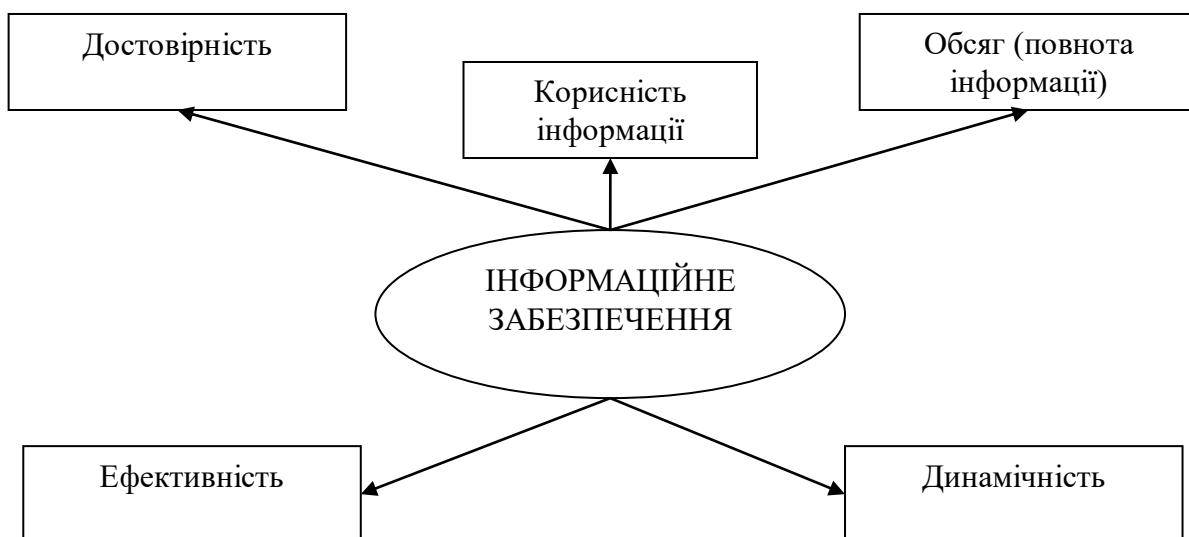 Достовірність
Корисність
інформації
Обсяг (повнота
інформації)
ІНФОРМАЦІЙНЕ
ЗАБЕЗПЕЧЕННЯ
Ефективність
Динамічність